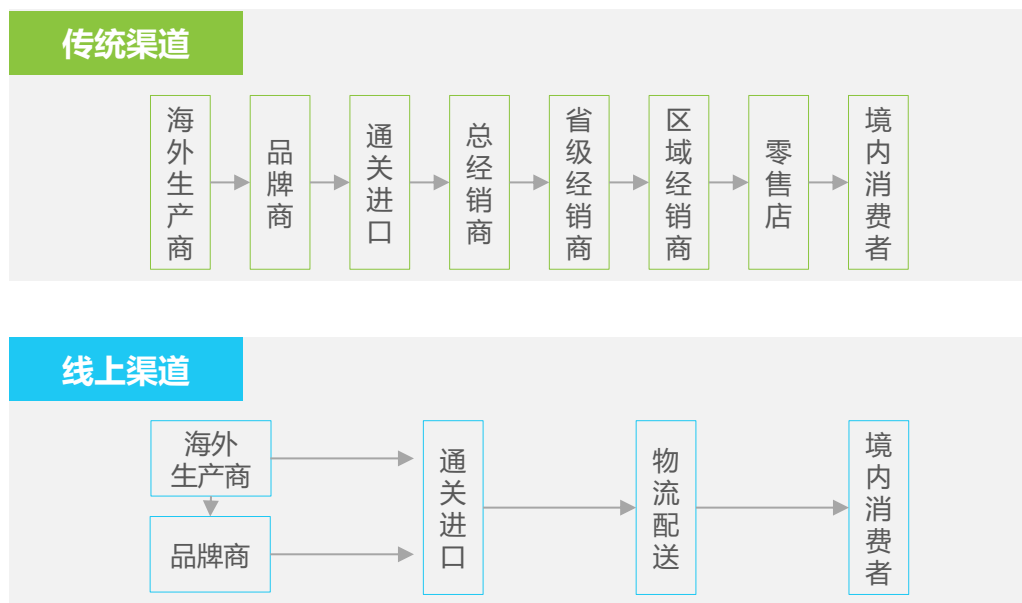 传统渠道
海外生产商
品牌商
通关进口
总经销商
省级经销商
区域经销商
零售店
境内消费者
线上渠道
海外
生产商
品牌商
通关进口
物流配送
境内消费者